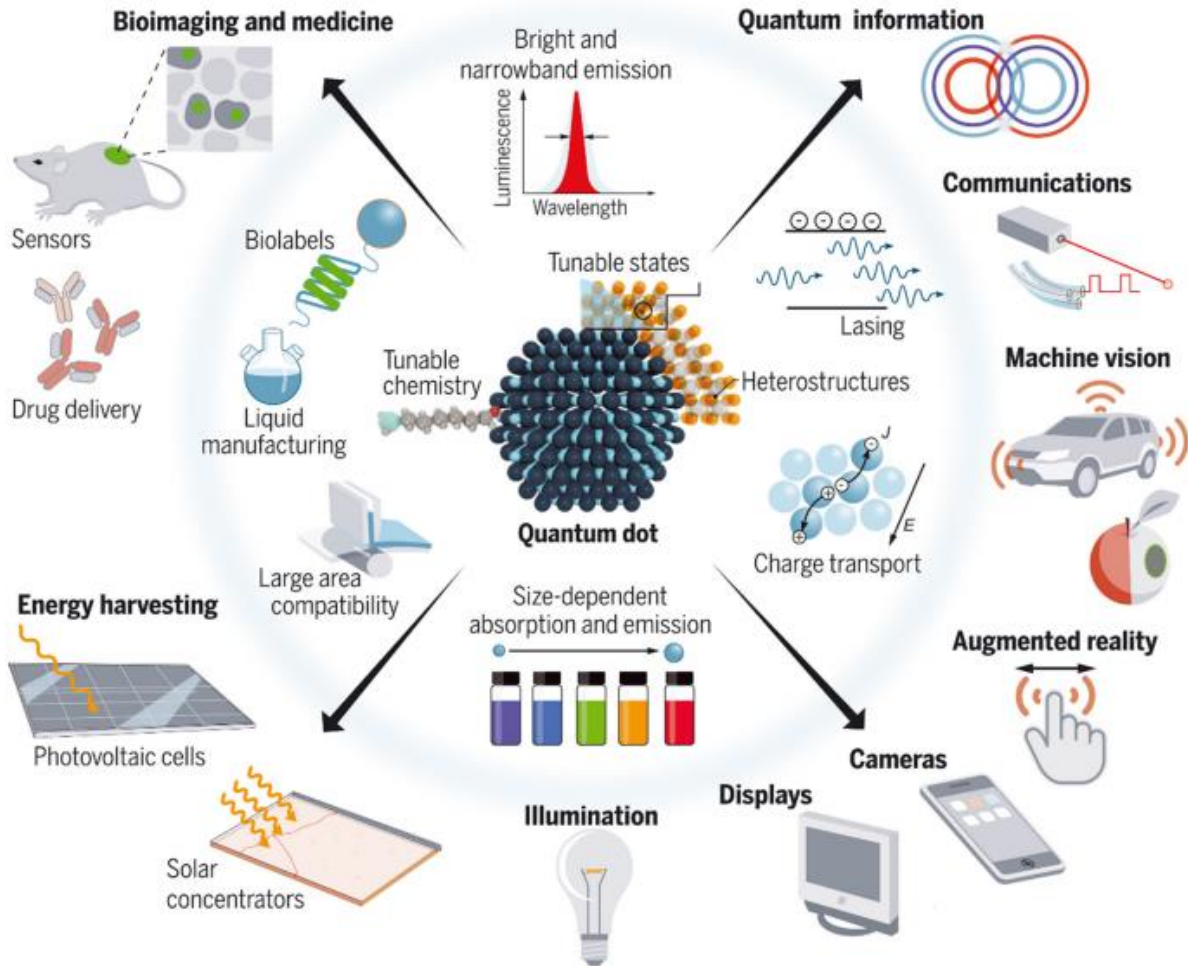 Bioimaging and medicine
Sensors
Drug delivery
Biolabels
Liquid
manufacturing
Tunable
chemistry
Bright and
narrowband emission
Luminescence
Wavelength
Quantum information
Communications
Tunable states
Lasing
Heterostructures
Machine vision
Quantum dot
J
E
Charge transport
Large area
compatibility
Energy harvesting
Photovoltaic cells
Solar
concentrators
Size-dependent
absorption and emission
Illumination
Displays
Cameras
Augmented reality